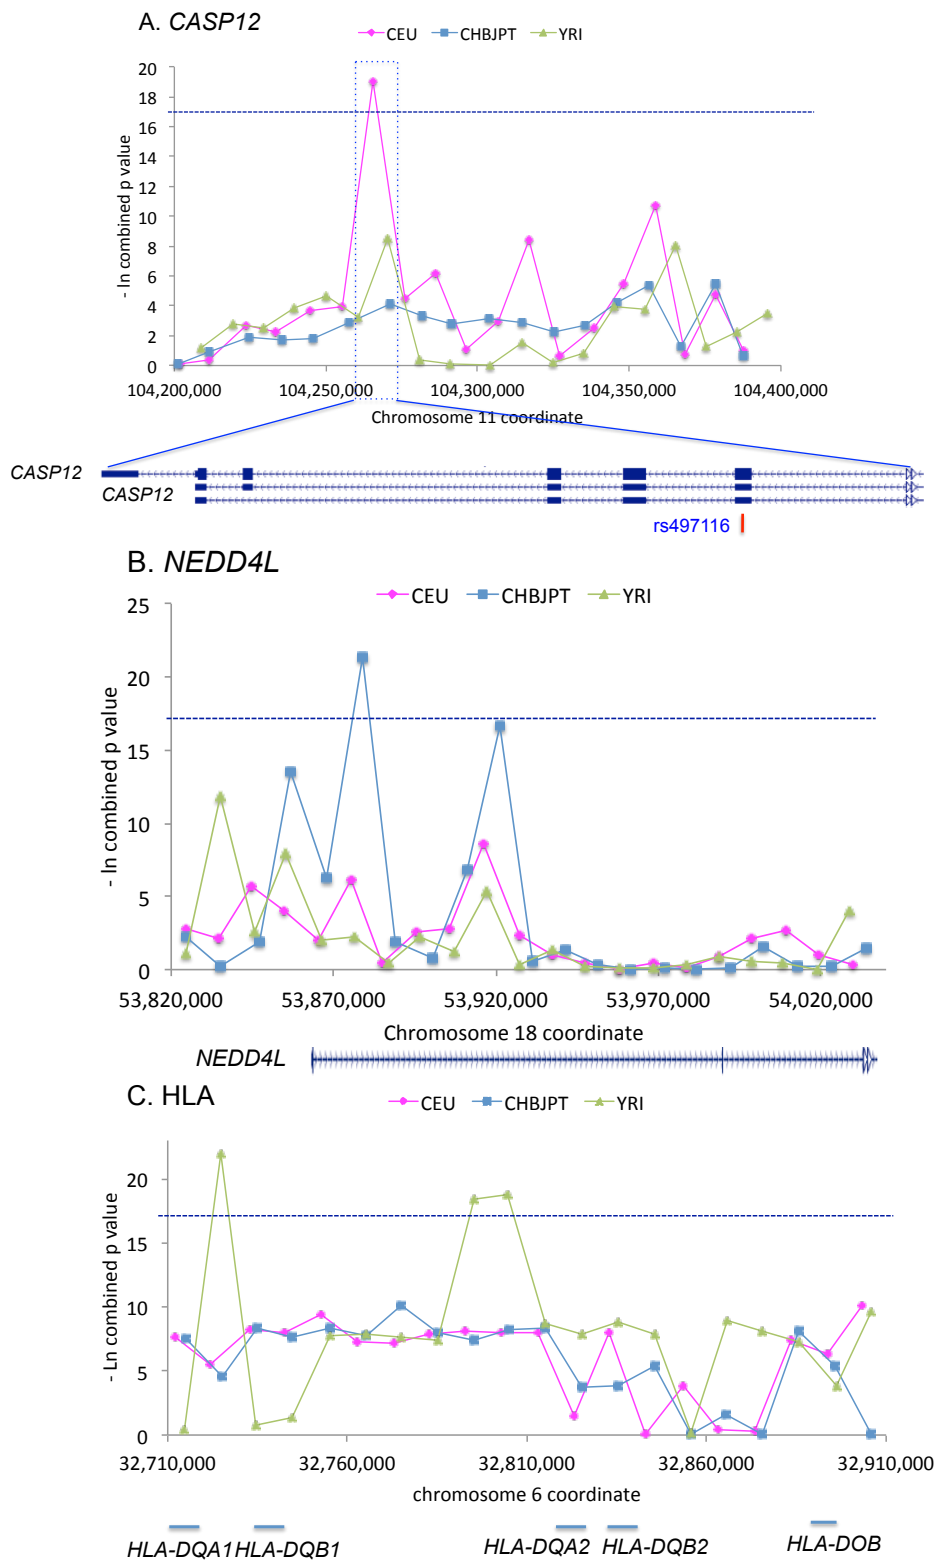 A. CASP12
CEU CHBJPT YRI
- ln combined p value
20
18
16
14
12
10
8
6
4
2
0
104,200,000 104,250,000 104,300,000 104,350,000 104,400,000
Chromosome 11 coordinate
CASP12
CASP12
rs497116
B. NEDD4L
CEU CHBJPT YRI
- ln combined p value
25
20
15
10
5
0
53,820,000 53,870,000 53,920,000 53,970,000 54,020,000
Chromosome 18 coordinate
NEDD4L
C. HLA
CEU CHBJPT YRI
- Ln combined p value
20
15
10
5
0
32,710,000 32,760,000 32,810,000 32,860,000 32,910,000
chromosome 6 coordinate
HLA-DQA1 HLA-DQB1 HLA-DQA2 HLA-DQB2 HLA-DOB